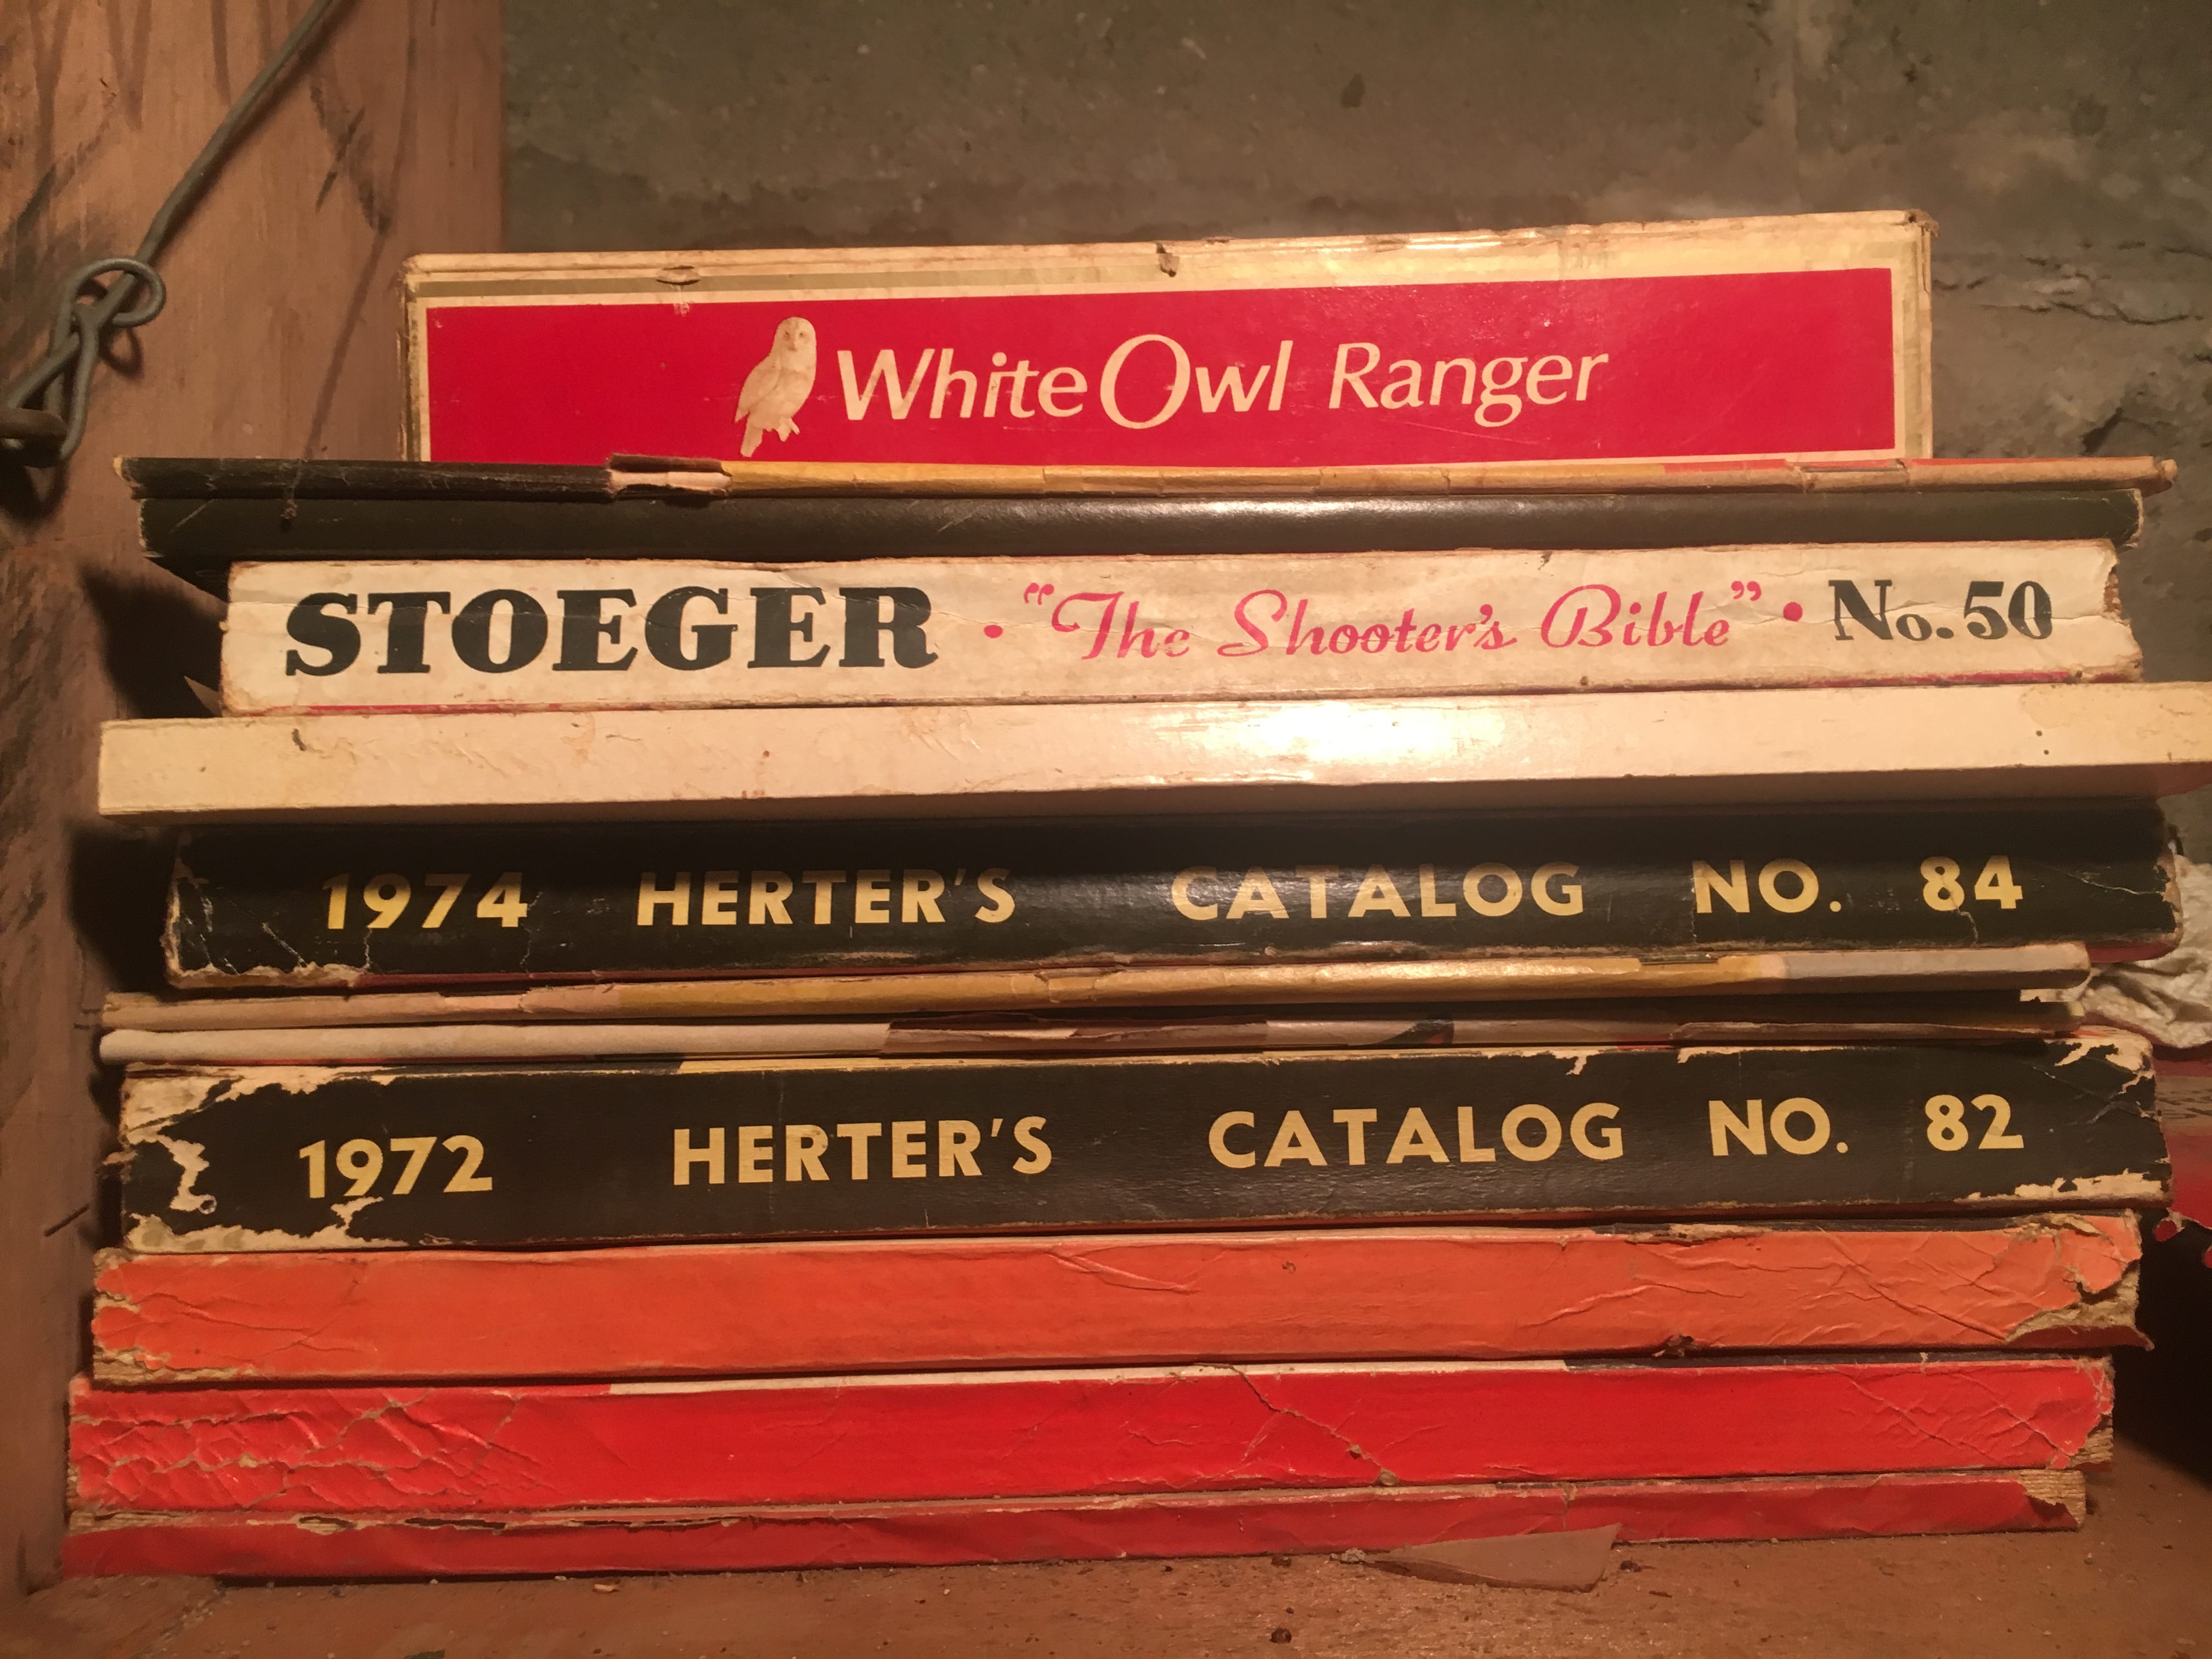 White Owl Ranger
STOEGER • "The Shooter's Bible" • No. 50
1974 HERTER'S CATALOG NO. 84
1972 HERTER'S CATALOG NO. 82